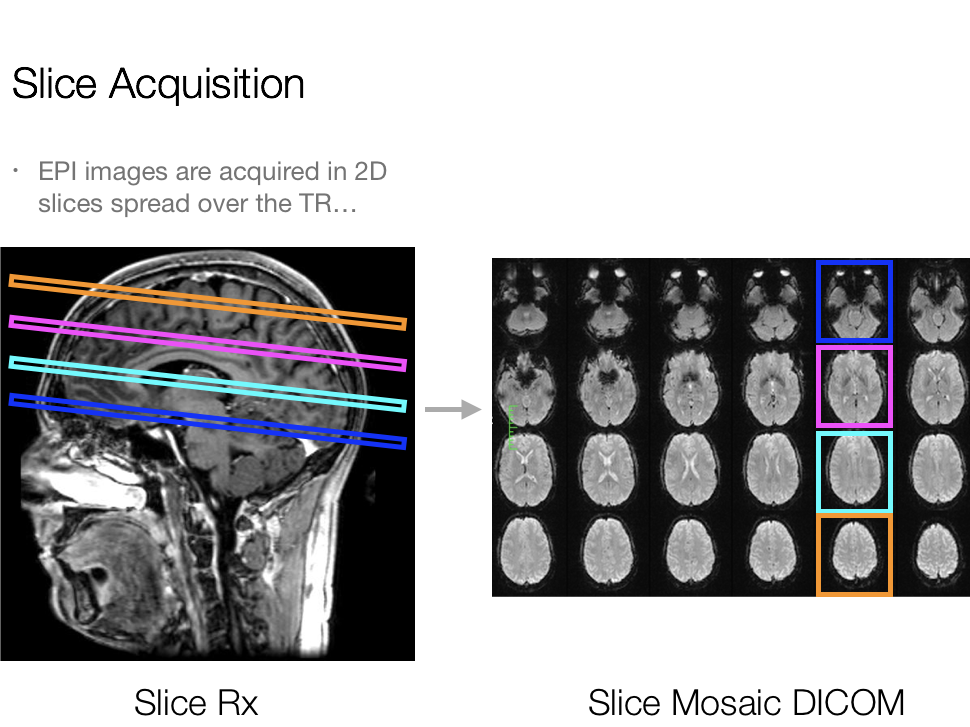 Slice Acquisition
• EPI images are acquired in 2D
slices spread over the TR…
Slice Rx
Slice Mosaic DICOM